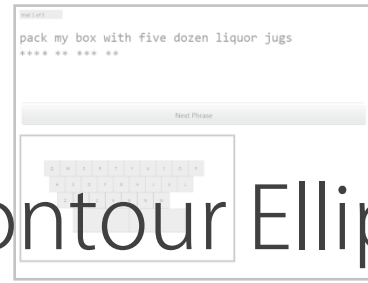 pack my box with five dozen liquor jugs
**** ** *** **
Next Phrase
Q W E R T Y U I O P
ontour Ellip